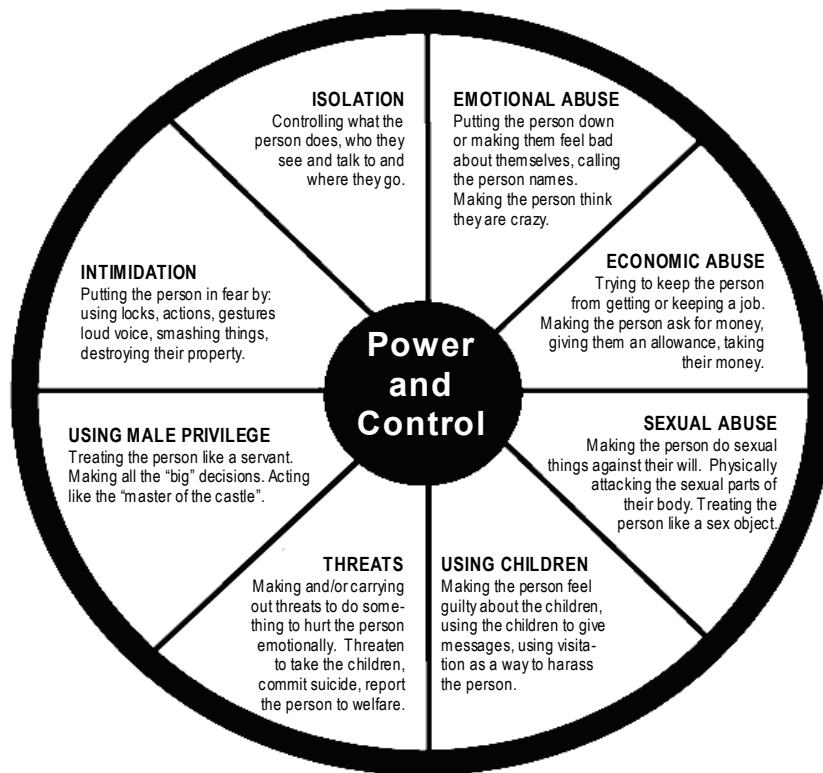 ISOLATION
Controlling what the
person does, who they
see and talk to and
where they go.
EMOTIONAL ABUSE
Putting the person down
or making them feel bad
about themselves, calling
the person names.
Making the person think
they are crazy.
ECONOMIC ABUSE
Trying to keep the person
from getting or keeping a job.
Making the person ask for money,
giving them an allowance, taking
their money.
SEXUAL ABUSE
Making the person do sexual
things against their will. Physically
attacking the sexual parts of
their body. Treating the
person like a sex object.
USING CHILDREN
Making the person feel
guilty about the children,
using the children to give
messages, using visita-
tion as a way to harass
the person.
THREATS
Making and/or carrying
out threats to do some-
thing to hurt the person
emotionally. Threaten
to take the children,
commit suicide, report
the person to welfare.
USING MALE PRIVILEGE
Treating the person like a servant.
Making all the “big” decisions. Acting
like the “master of the castle”.
INTIMIDATION
Putting the person in fear by:
using locks, actions, gestures
loud voice, smashing things,
destroying their property.
Power
and
Control